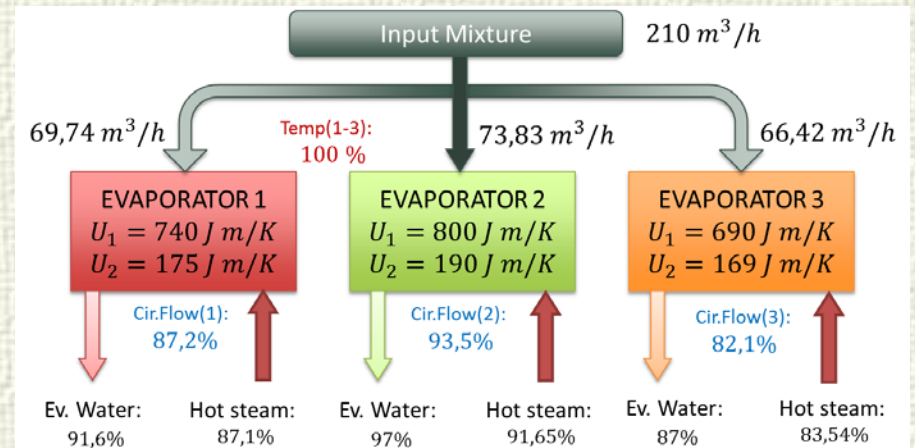 Input Mixture
210 m³/h
69,74 m³/h
Temp(1-3):
100 %
73,83 m³/h
66,42 m³/h
EVAPORATOR 1
U₁ = 740 J m/K
U₂ = 175 J m/K
EVAPORATOR 2
U₁ = 800 J m/K
U₂ = 190 J m/K
EVAPORATOR 3
U₁ = 690 J m/K
U₂ = 169 J m/K
Cir.Flow(1):
87,2%
Cir.Flow(2):
93,5%
Cir.Flow(3):
82,1%
Ev. Water:
91,6%
Hot steam:
87,1%
Ev. Water:
97%
Hot steam:
91,65%
Ev. Water:
87%
Hot steam:
83,54%